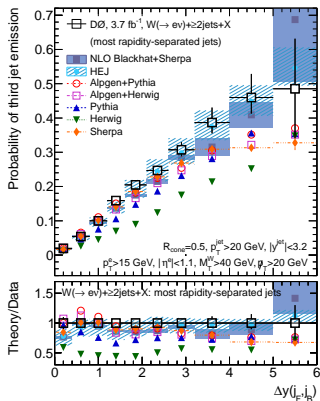 Probability of third jet emission
0.7
0.6
0.5
0.4
0.3
0.2
0.1
0
DØ, 3.7 fb⁻¹, W(→ eν)+≥2jets+X
(most rapidity-separated jets)
NLO Blackhat+Sherpa
HEJ
Alpgen+Pythia
Alpgen+Herwig
Pythia
Herwig
Sherpa
R_cone=0.5, p_T^jet>20 GeV, |y^jet|<3.2
p_T^e>15 GeV, |η^e|<1.1, M_T^W>40 GeV, p̸_T>20 GeV
Theory/Data
1.5
1
0.5
W(→ eν)+≥2jets+X: most rapidity-separated jets
0 1 2 3 4 5 6
Δy(j_F,j_B)